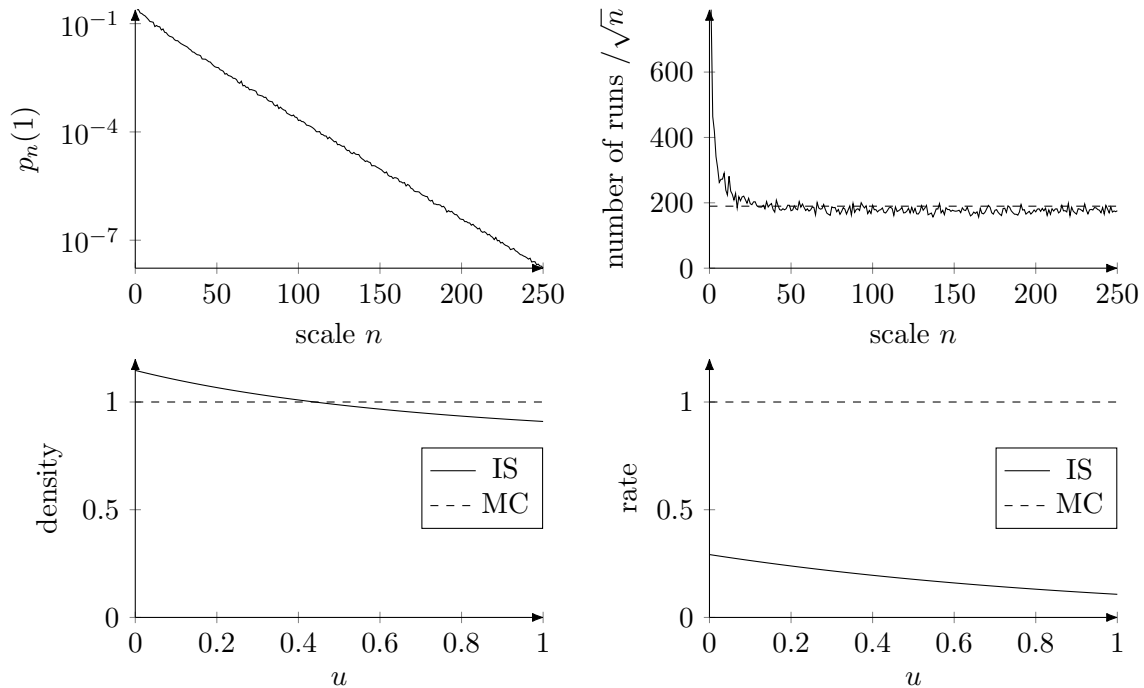 10^{-1}
10^{-4}
10^{-7}
p_n(1)
0 50 100 150 200 250
scale n
600
400
200
0
number of runs /\sqrt{n}
0 50 100 150 200 250
scale n
1
0.5
0
density
IS
MC
0 0.2 0.4 0.6 0.8 1
u
1
0.5
0
rate
IS
MC
0 0.2 0.4 0.6 0.8 1
u